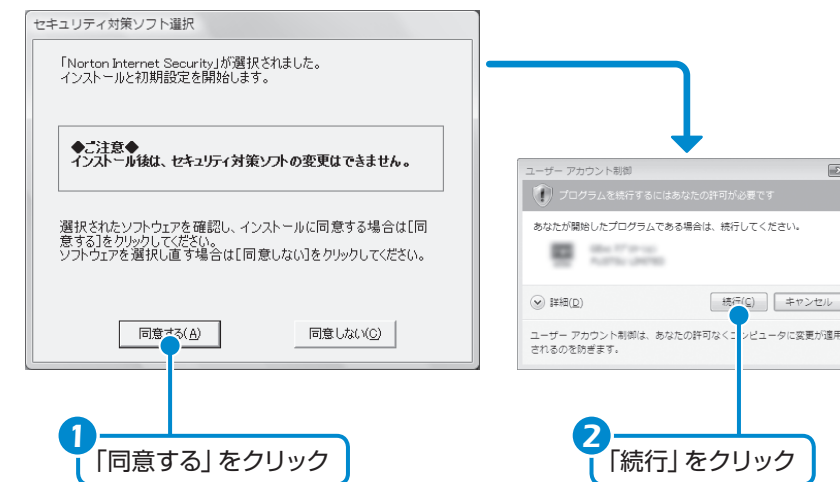 セキュリティ対策ソフト選択
「Norton Internet Security」が選択されました。
インストールと初期設定を開始します。
◆ご注意◆
インストール後は、セキュリティ対策ソフトの変更はできません。
選択されたソフトウェアを確認し、インストールに同意する場合は[同
意する]をクリックしてください。
ソフトウェアを選択し直す場合は[同意しない]をクリックしてください。
同意する(A)
同意しない(C)
1
「同意する」をクリック
ユーザー アカウント制御
プログラムを続行するにはあなたの許可が必要です
あなたが開始したプログラムである場合は、続行してください。
詳細(D)
続行(C)
キャンセル
ユーザー アカウント制御は、あなたの許可なくコンピュータに変更が適用
されるのを防ぎます。
2
「続行」をクリック